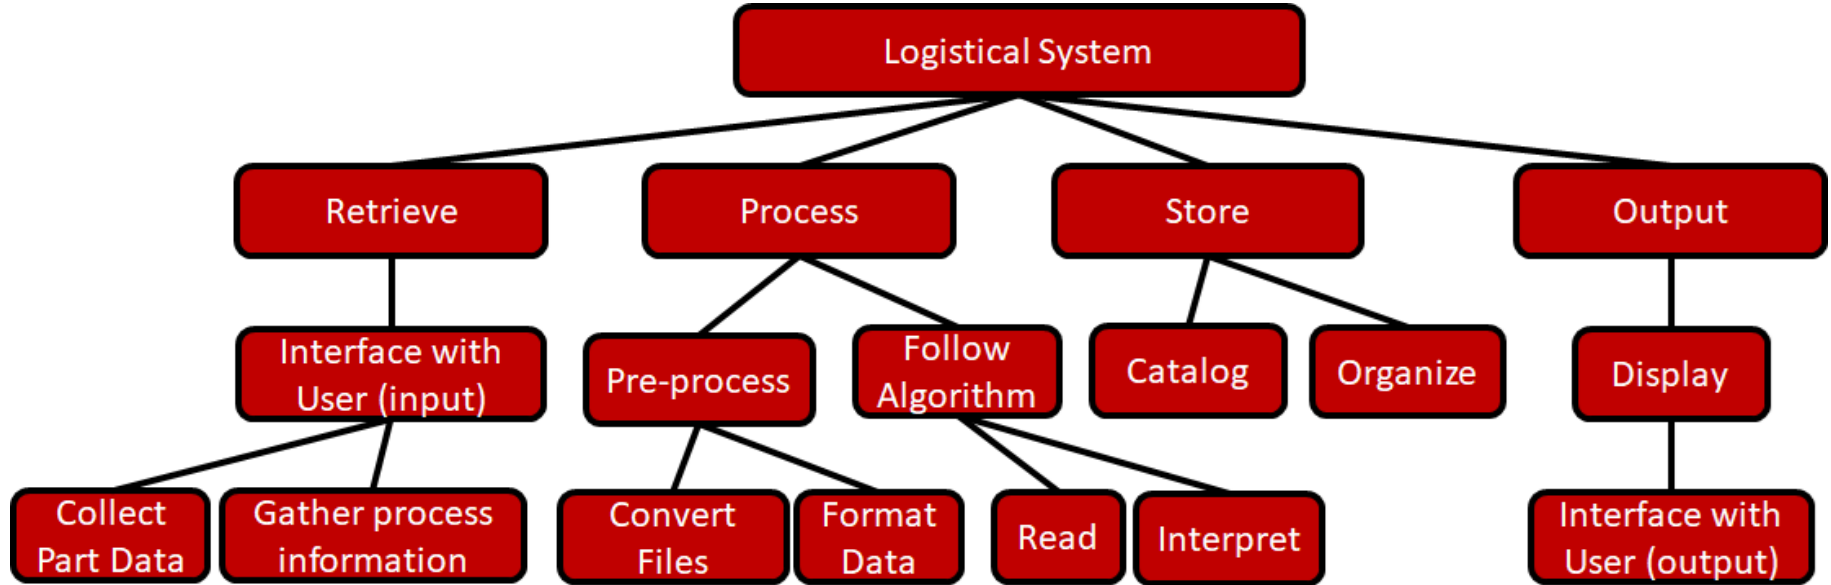 Logistical System
Retrieve
Process
Store
Output
Interface with
User (input)
Pre-process
Follow
Algorithm
Catalog
Organize
Display
Collect
Part Data
Gather process
information
Convert
Files
Format
Data
Read
Interpret
Interface with
User (output)